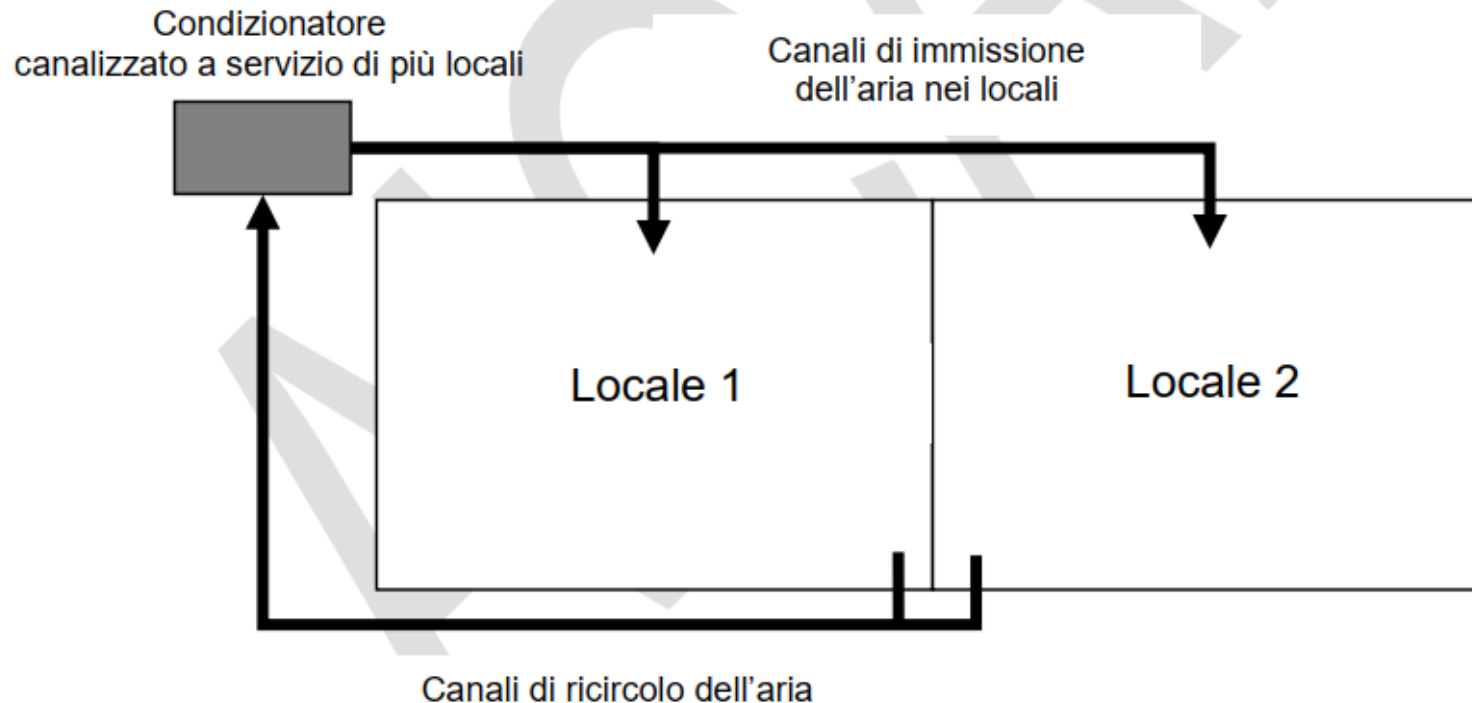 Condizionatore
canalizzato a servizio di più locali
Canali di immissione
dell’aria nei locali
Locale 1
Locale 2
Canali di ricircolo dell’aria